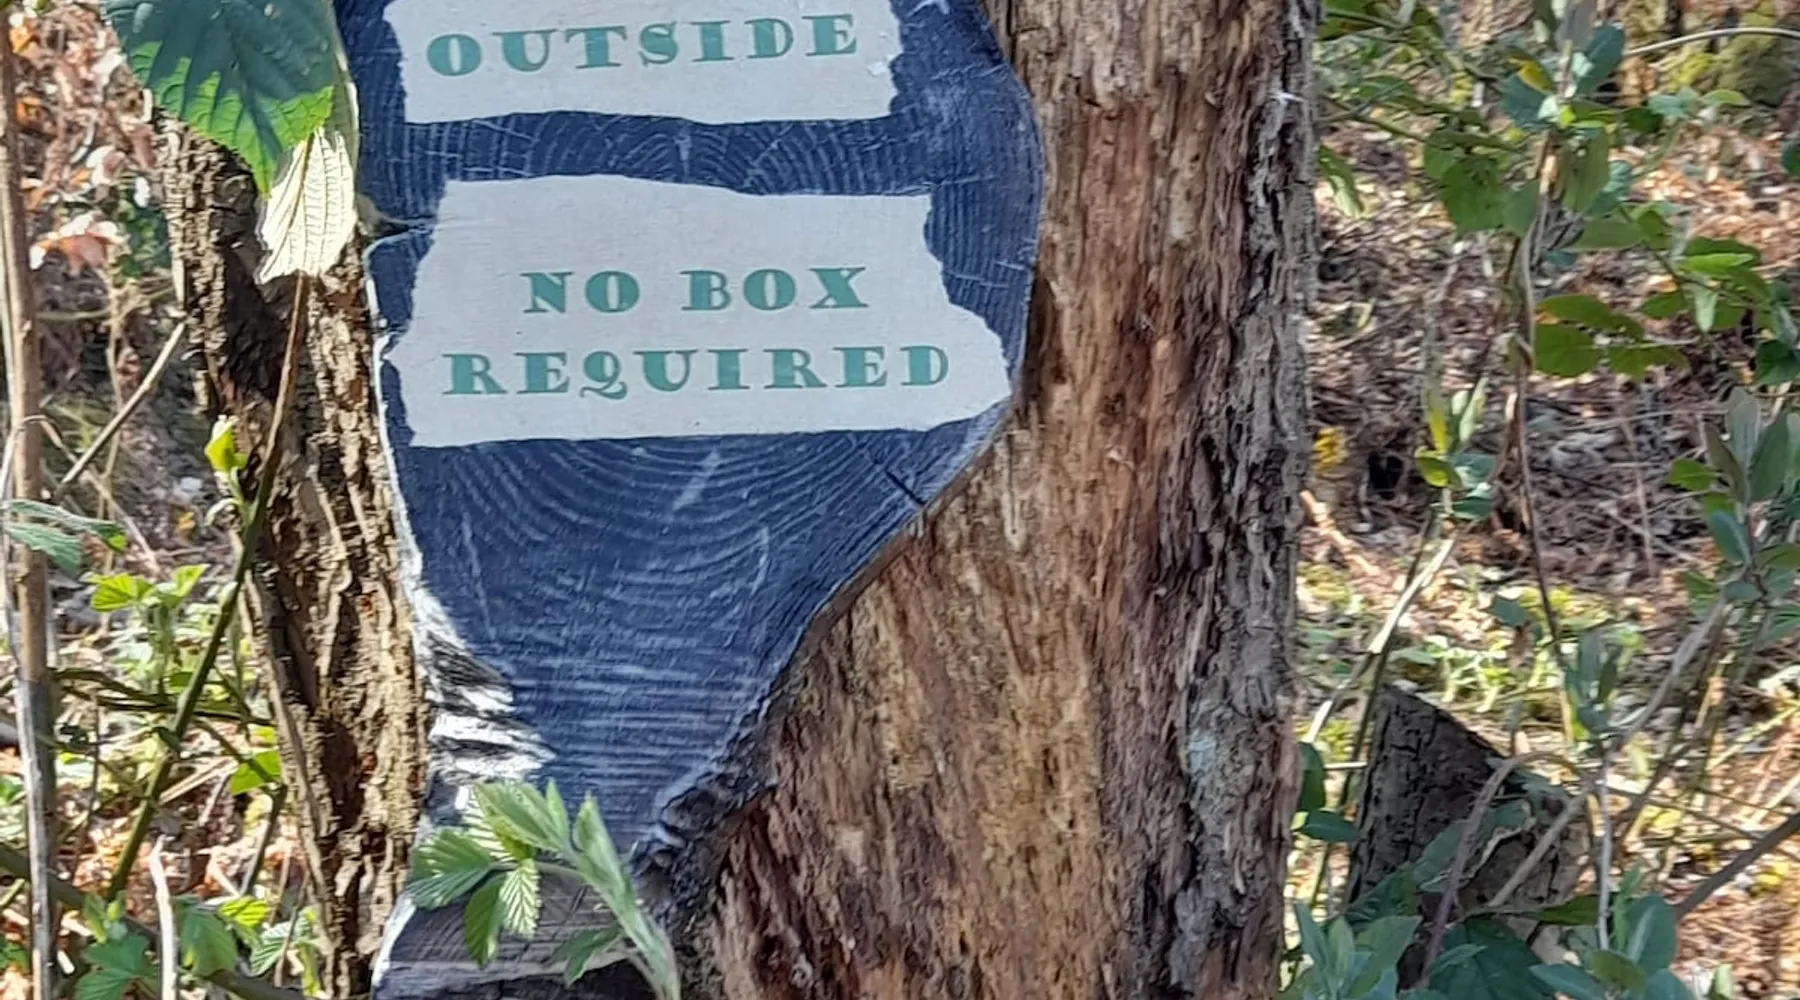 OUTSIDE
NO BOX
REQUIRED